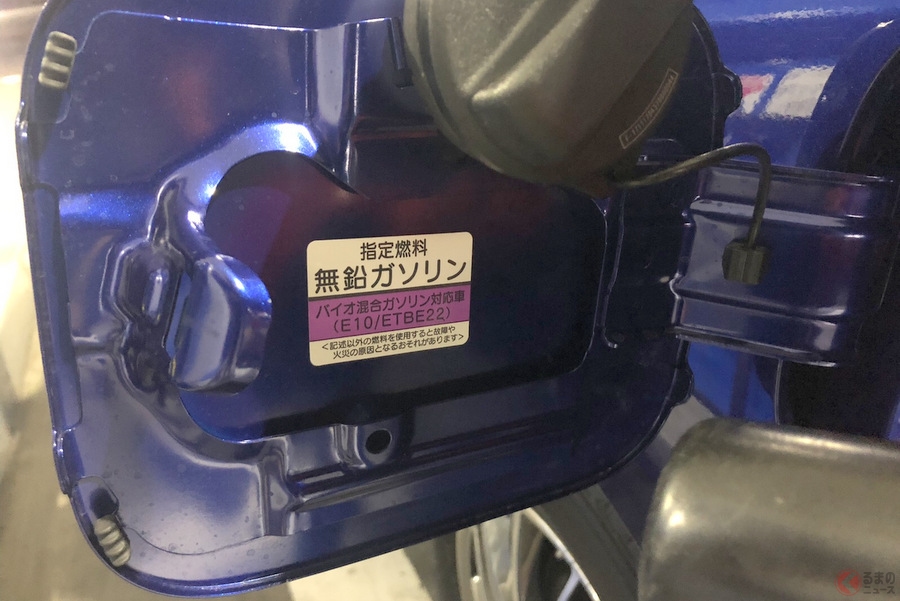 指定燃料
無鉛ガソリン
バイオ混合ガソリン対応車
(E10/ETBE22)
<記述以外の燃料を使用すると故障や
火災の原因となるおそれがあります>
くるまの
ニュース